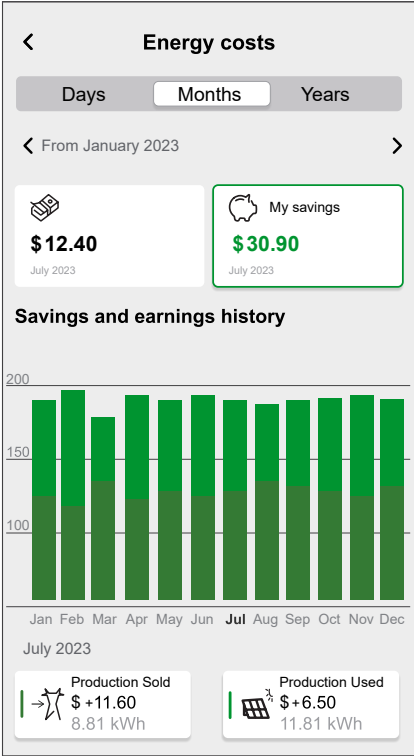 Energy costs
Days Months Years
From January 2023
My savings
$12.40 $30.90
July 2023 July 2023
Savings and earnings history
200
150
100
Jan Feb Mar Apr May Jun Jul Aug Sep Oct Nov Dec
July 2023
Production Sold
$ +11.60
8.81 kWh
Production Used
$ +6.50
11.81 kWh